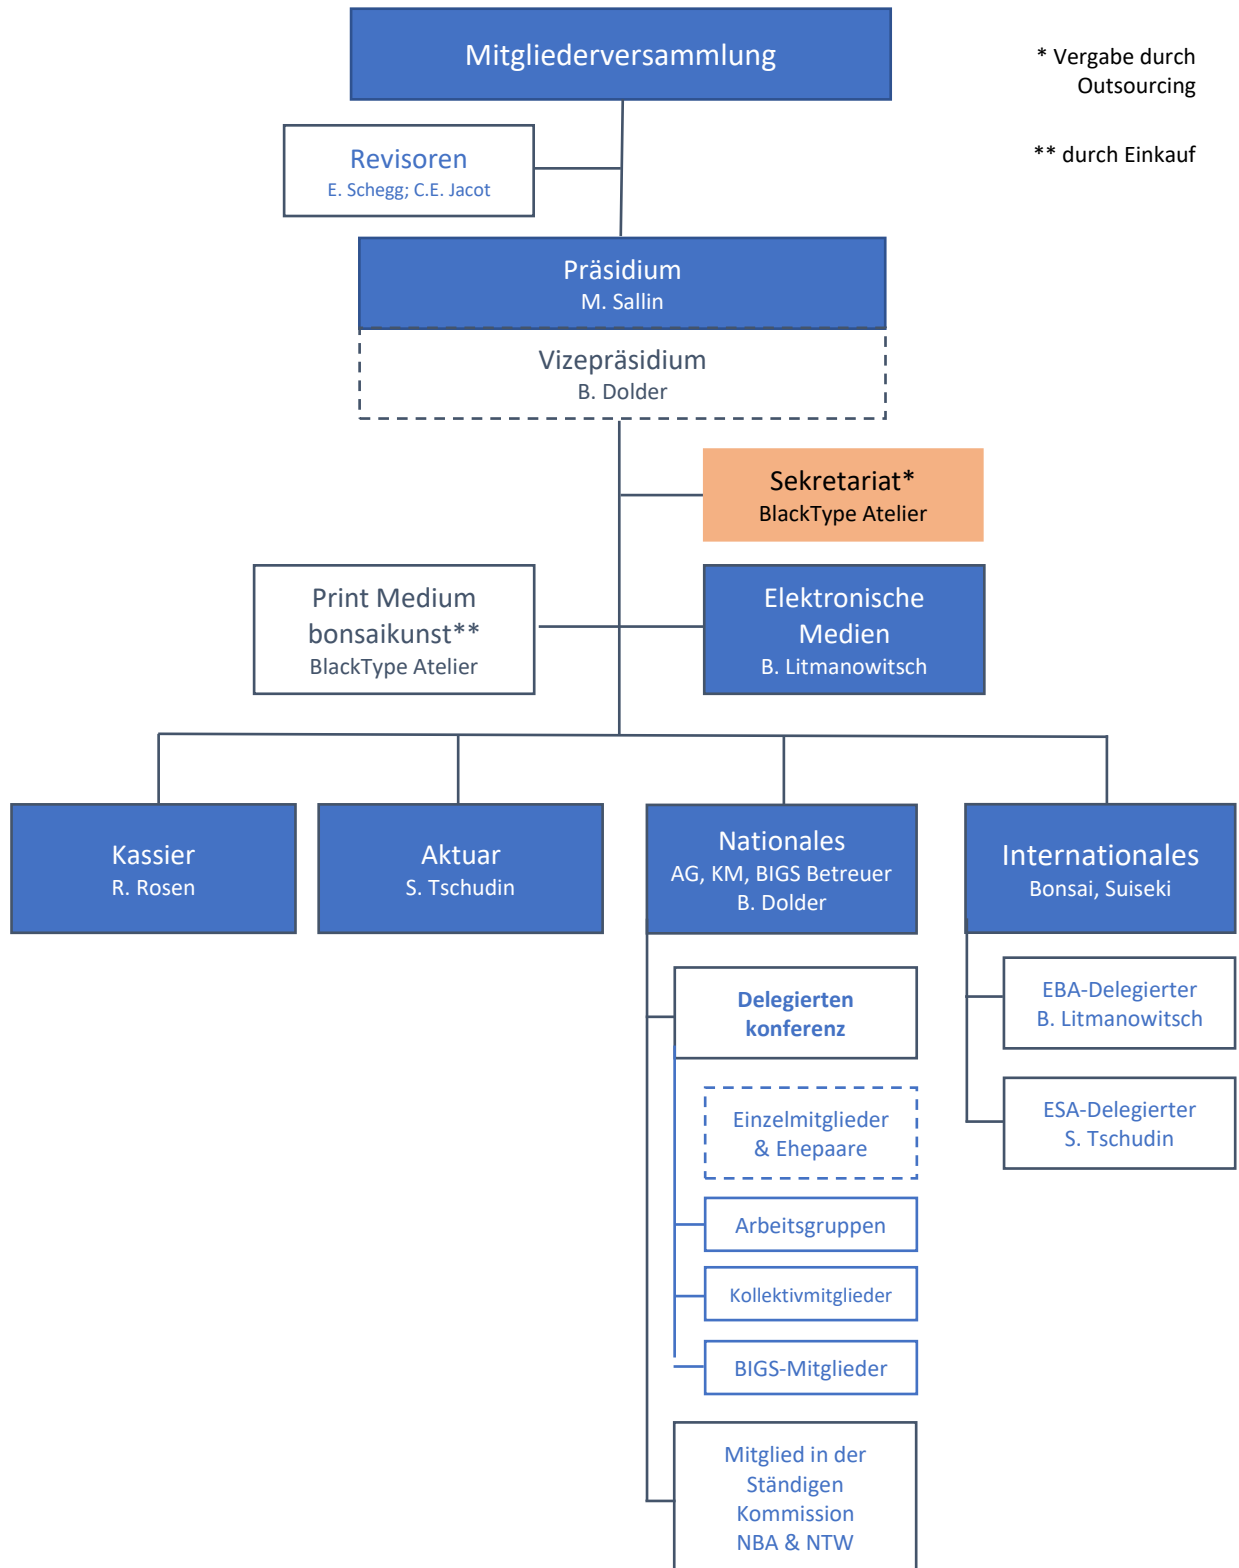 Mitgliederversammlung
* Vergabe durch
Outsourcing
** durch Einkauf
Revisoren
E. Schegg; C.E. Jacot
Präsidium
M. Sallin
Vizepräsidium
B. Dolder
Sekretariat*
BlackType Atelier
Print Medium
bonsaikunst**
BlackType Atelier
Elektronische
Medien
B. Litmanowitsch
Kassier
R. Rosen
Aktuar
S. Tschudin
Nationales
AG, KM, BIGS Betreuer
B. Dolder
Internationales
Bonsai, Suiseki
Delegierten
konferenz
Einzelmitglieder
& Ehepaare
Arbeitsgruppen
Kollektivmitglieder
BIGS-Mitglieder
Mitglied in der
Ständigen
Kommission
NBA & NTW
EBA-Delegierter
B. Litmanowitsch
ESA-Delegierter
S. Tschudin